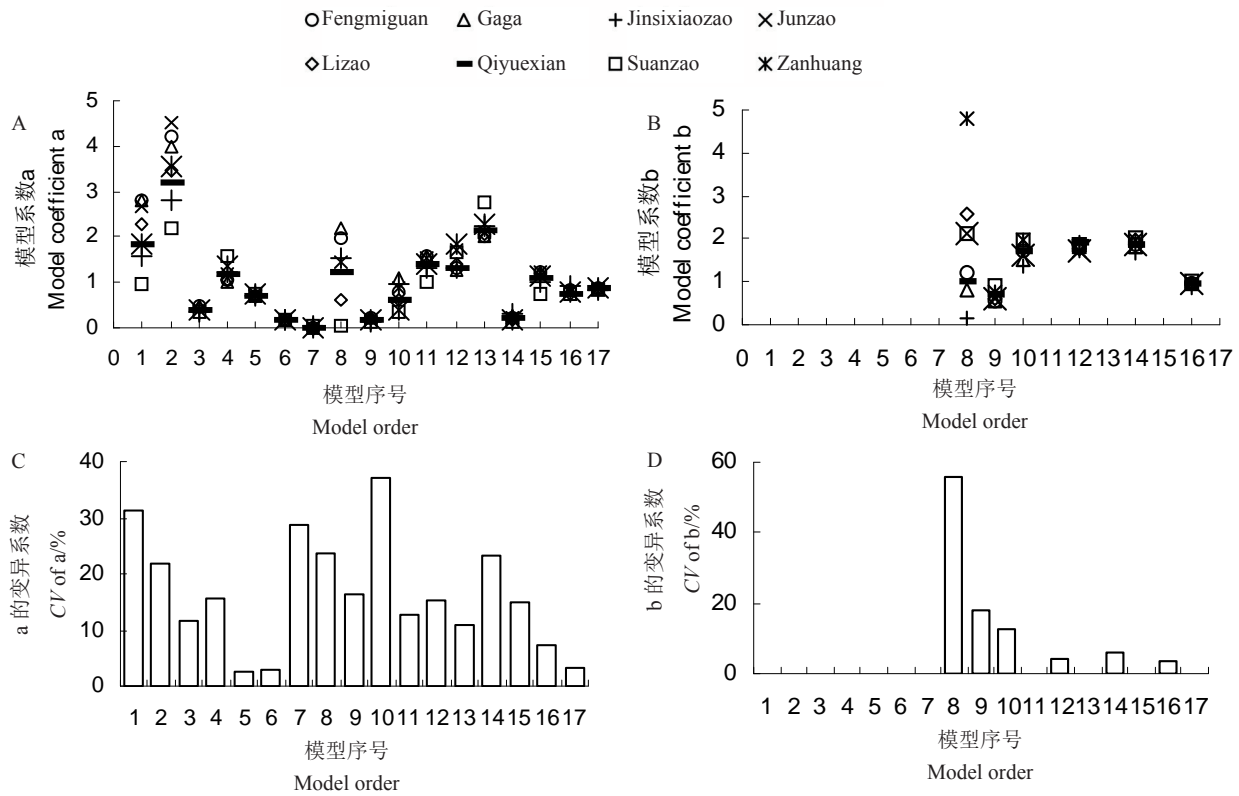 Fengmiguan Gaga Jinsixiaozao Junzao
Lizao Qiyuexian Suanzao Zanhuang
A
模型系数a
Model coefficient a
5
4
3
2
1
0
0 1 2 3 4 5 6 7 8 9 10 11 12 13 14 15 16 17
模型序号
Model order
B
模型系数b
Model coefficient b
5
4
3
2
1
0
0 1 2 3 4 5 6 7 8 9 10 11 12 13 14 15 16 17
模型序号
Model order
C
a 的变异系数
CV of a/%
40
30
20
10
0
1 2 3 4 5 6 7 8 9 10 11 12 13 14 15 16 17
模型序号
Model order
D
b 的变异系数
CV of b/%
60
40
20
0
1 2 3 4 5 6 7 8 9 10 11 12 13 14 15 16 17
模型序号
Model order